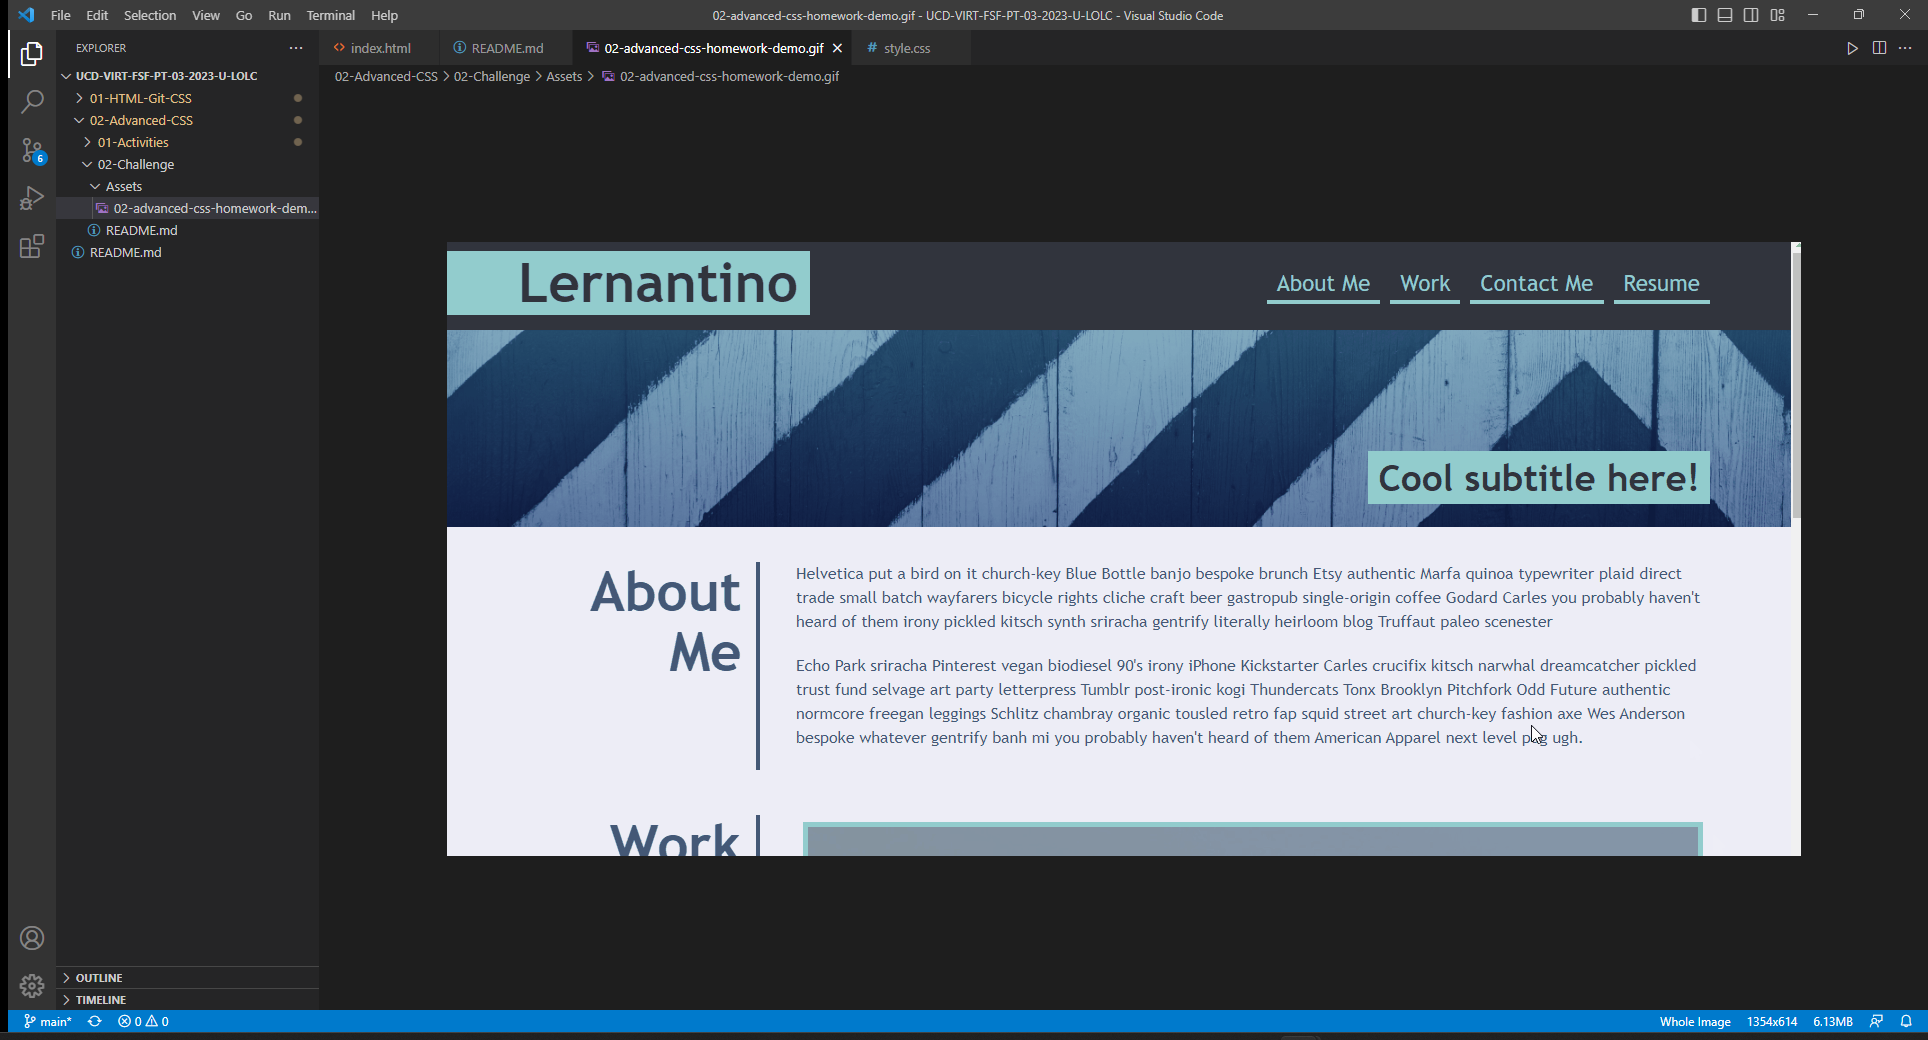 File Edit Selection View Go Run Terminal Help
02-advanced-css-homework-demo.gif - UCD-VIRT-FSF-PT-03-2023-U-LOLC - Visual Studio Code
EXPLORER
UCD-VIRT-FSF-PT-03-2023-U-LOLC
01-HTML-Git-CSS
02-Advanced-CSS
01-Activities
02-Challenge
Assets
02-advanced-css-homework-dem...
README.md
README.md
6
OUTLINE
TIMELINE
index.html README.md 02-advanced-css-homework-demo.gif # style.css
02-Advanced-CSS > 02-Challenge > Assets > 02-advanced-css-homework-demo.gif
Lernantino
About Me Work Contact Me Resume
Cool subtitle here!
About
Me
Helvetica put a bird on it church-key Blue Bottle banjo bespoke brunch Etsy authentic Marfa quinoa typewriter plaid direct
trade small batch wayfarers bicycle rights cliche craft beer gastropub single-origin coffee Godard Carles you probably haven't
heard of them irony pickled kitsch synth sriracha gentrify literally heirloom blog Truffaut paleo scenester
Echo Park sriracha Pinterest vegan biodiesel 90's irony iPhone Kickstarter Carles crucifix kitsch narwhal dreamcatcher pickled
trust fund selvage art party letterpress Tumblr post-ironic kogi Thundercats Tonx Brooklyn Pitchfork Odd Future authentic
normcore freegan leggings Schlitz chambray organic tousled retro fap squid street art church-key fashion axe Wes Anderson
bespoke whatever gentrify banh mi you probably haven't heard of them American Apparel next level ugh.
Work
main* 0 0
Whole Image 1354x614 6.13MB